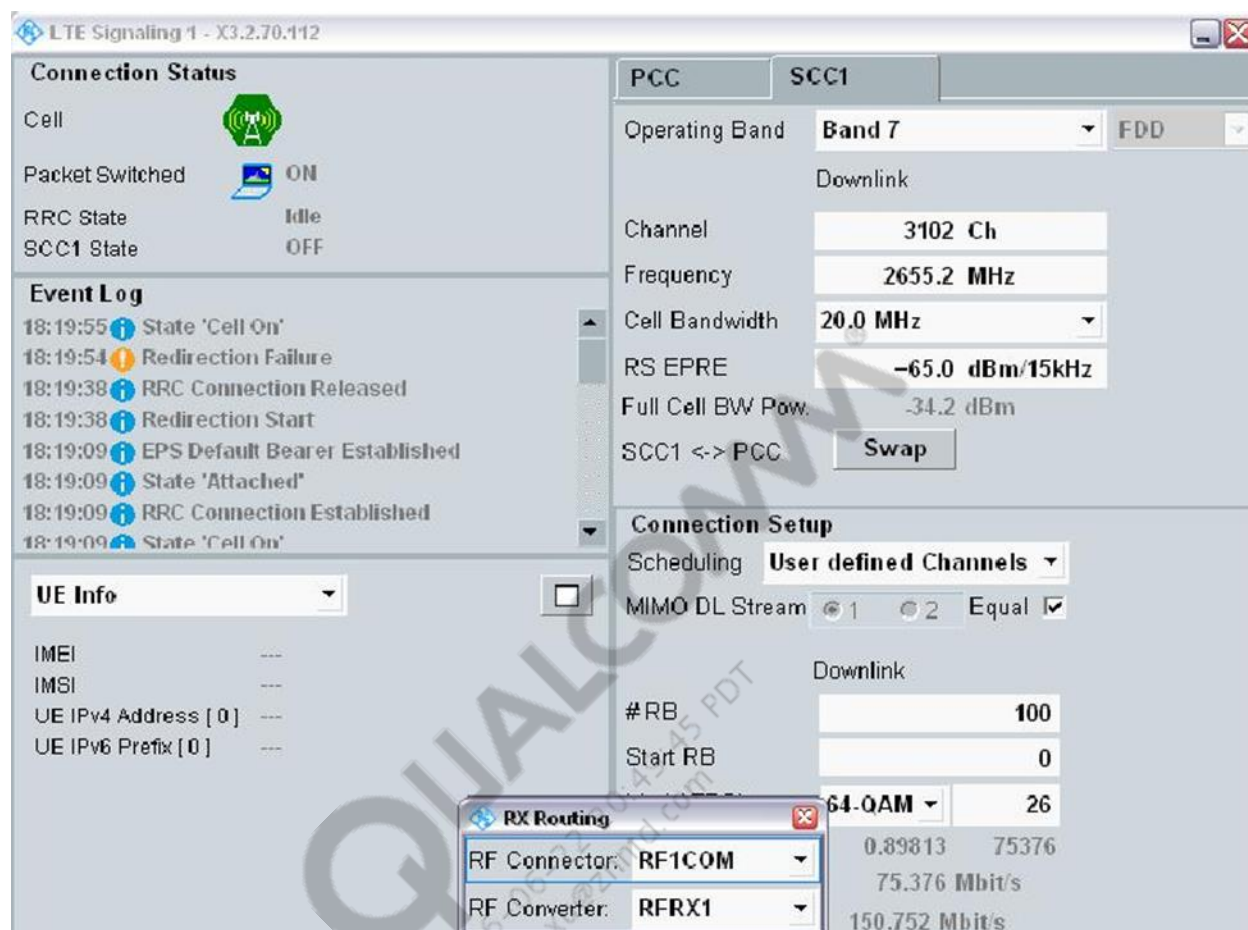 LTE Signaling 1 - X3.2.70.112
Connection Status
Cell
Packet Switched ON
RRC State Idle
SCC1 State OFF
Event Log
18:19:55 State 'Cell On'
18:19:54 Redirection Failure
18:19:38 RRC Connection Released
18:19:38 Redirection Start
18:19:09 EPS Default Bearer Established
18:19:09 State 'Attached'
18:19:09 RRC Connection Established
18:19:09 State 'Cell On'
UE Info
IMEI ---
IMSI ---
UE IPv4 Address [ 0 ] ---
UE IPv6 Prefix [ 0 ] ---
PCC SCC1
Operating Band Band 7 FDD
Downlink
Channel 3102 Ch
Frequency 2655.2 MHz
Cell Bandwidth 20.0 MHz
RS EPRE -65.0 dBm/15kHz
Full Cell BW Pow. -34.2 dBm
SCC1 <-> PCC Swap
Connection Setup
Scheduling User defined Channels
MIMO DL Stream 1 2 Equal
Downlink
# RB 100
Start RB 0
64-QAM 26
0.89813 75376
75.376 Mbit/s
150.752 Mbit/s
RX Routing
RF Connector: RF1COM
RF Converter: RFRX1
QUALCOMM®